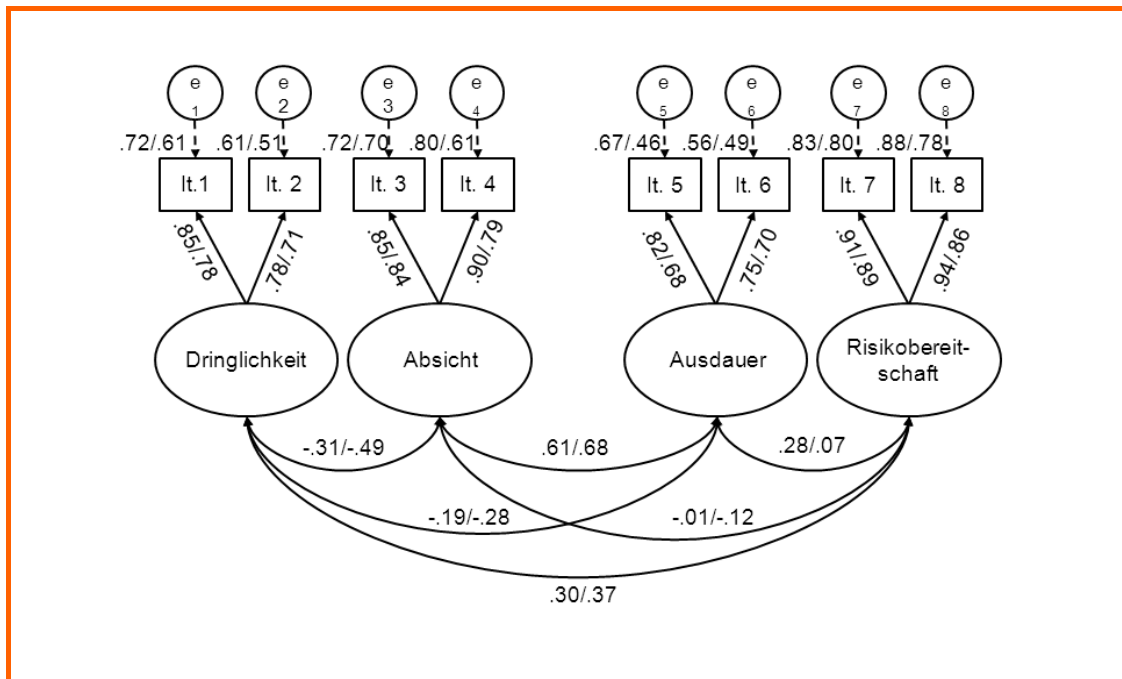 e e e e e e e e
1 2 3 4 5 6 7 8
.72/.61 .61/.51 .72/.70 .80/.61 .67/.46 .56/.49 .83/.80 .88/.78
It.1 It. 2 It. 3 It. 4 It. 5 It. 6 It. 7 It. 8
.85/.78 .78/.71 .85/.84 .90/.79 .82/.68 .75/.70 .91/.89 .94/.86
Dringlichkeit Absicht Ausdauer Risikobereit-
schaft
-.31/-.49 .61/.68 .28/.07
-.19/-.28 -.01/-.12
.30/.37